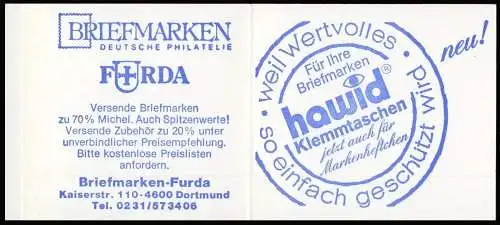 BRIEFMARKEN
DEUTSCHE PHILATELIE
FURDA
Versende Briefmarken
zu 70% Michel. Auch Spitzenwerte!
Versende Zubehör zu 20% unter
unverbindlicher Preisempfehlung.
Bitte kostenlose Preislisten
anfordern.
Briefmarken-Furda
Kaiserstr. 110-4600 Dortmund
Tel. 0231/573406
· weil Wertvolles ·
so einfach geschützt wird
Für Ihre
Briefmarken
hawid®
Klemmtaschen
jetzt auch für
Markenheftchen
neu!